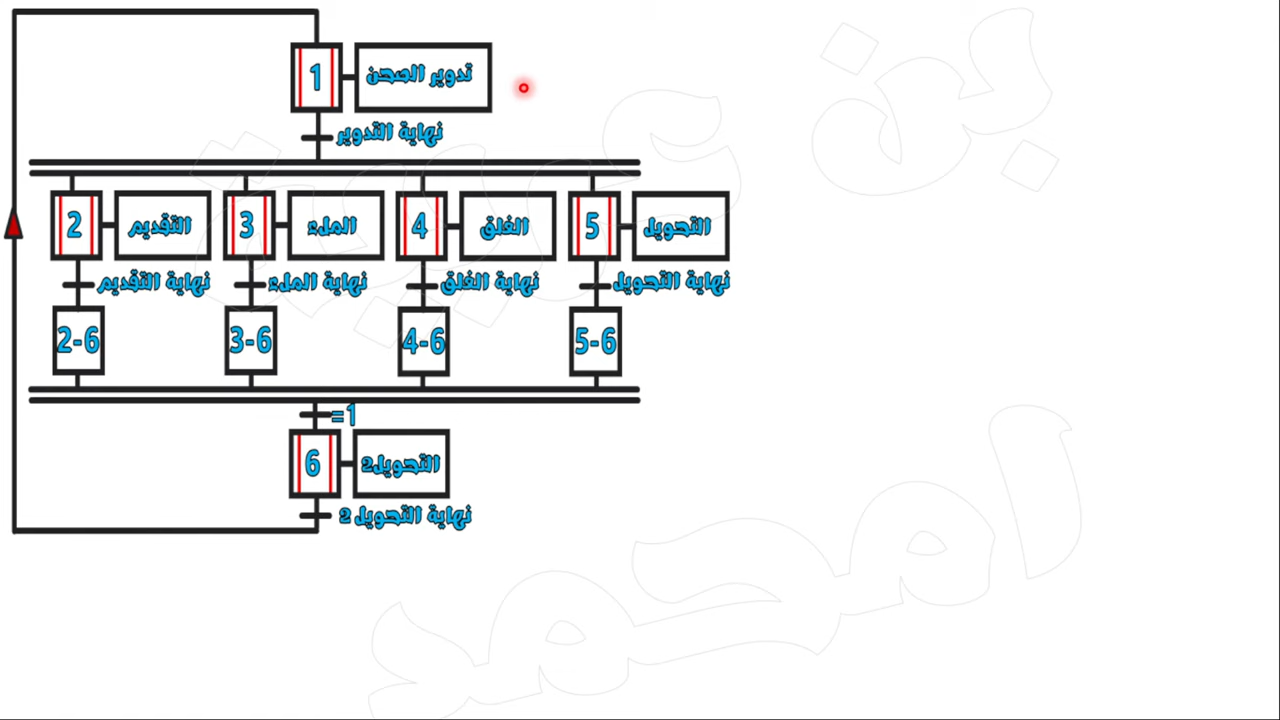 1 تدوير الصحن
نهاية التدوير
2 التقديم 3 الملء 4 الغلق 5 التحويل
نهاية التقديم نهاية الملء نهاية الغلق نهاية التحويل
2-6 3-6 4-6 5-6
=1
6 التحويل2
نهاية التحويل 2